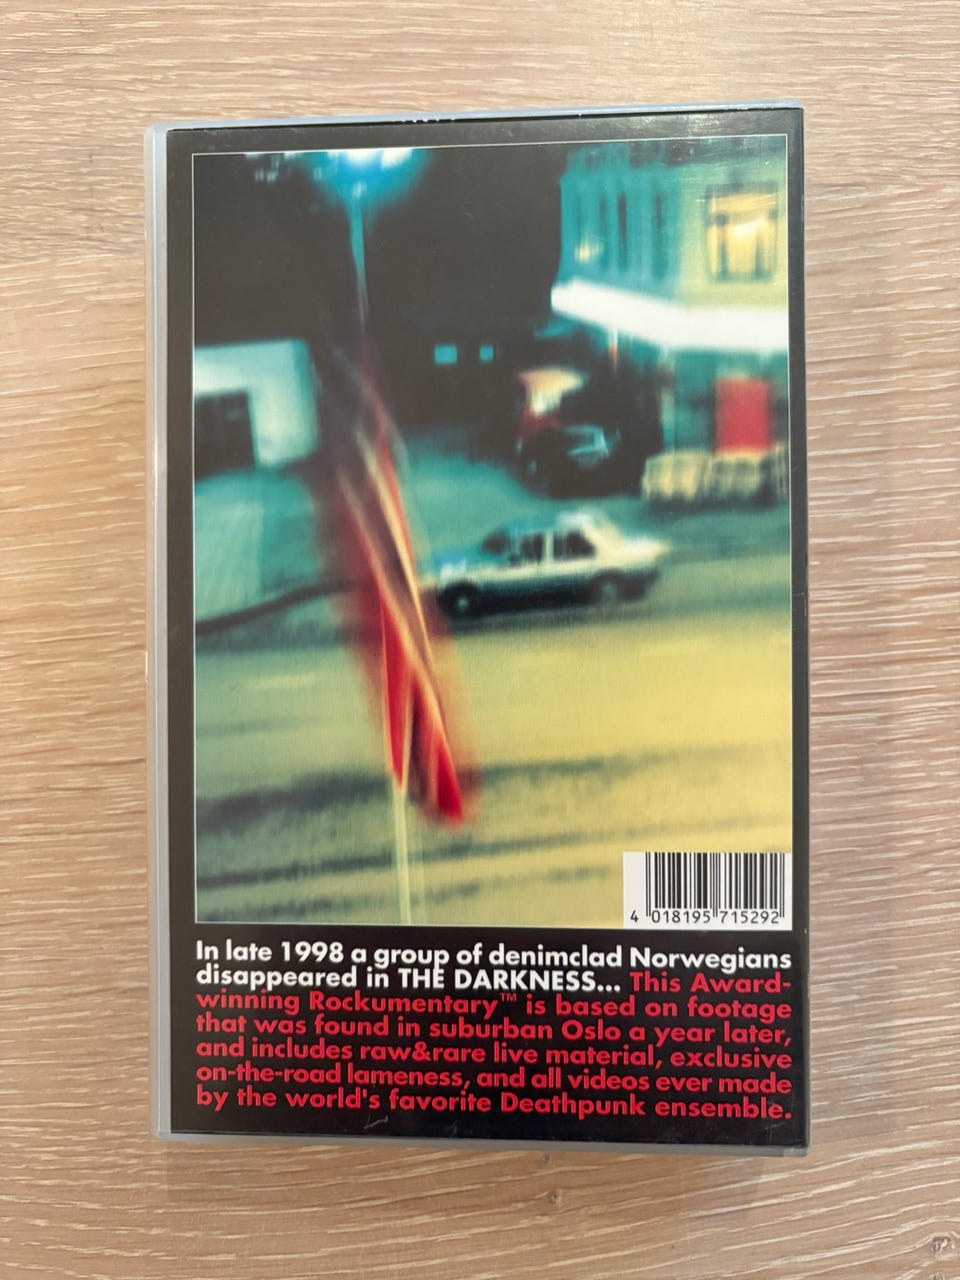 4 018195 715292
In late 1998 a group of denimclad Norwegians
disappeared in THE DARKNESS... This Award-
winning Rockumentary™ is based on footage
that was found in suburban Oslo a year later,
and includes raw&rare live material, exclusive
on-the-road lameness, and all videos ever made
by the world's favorite Deathpunk ensemble.